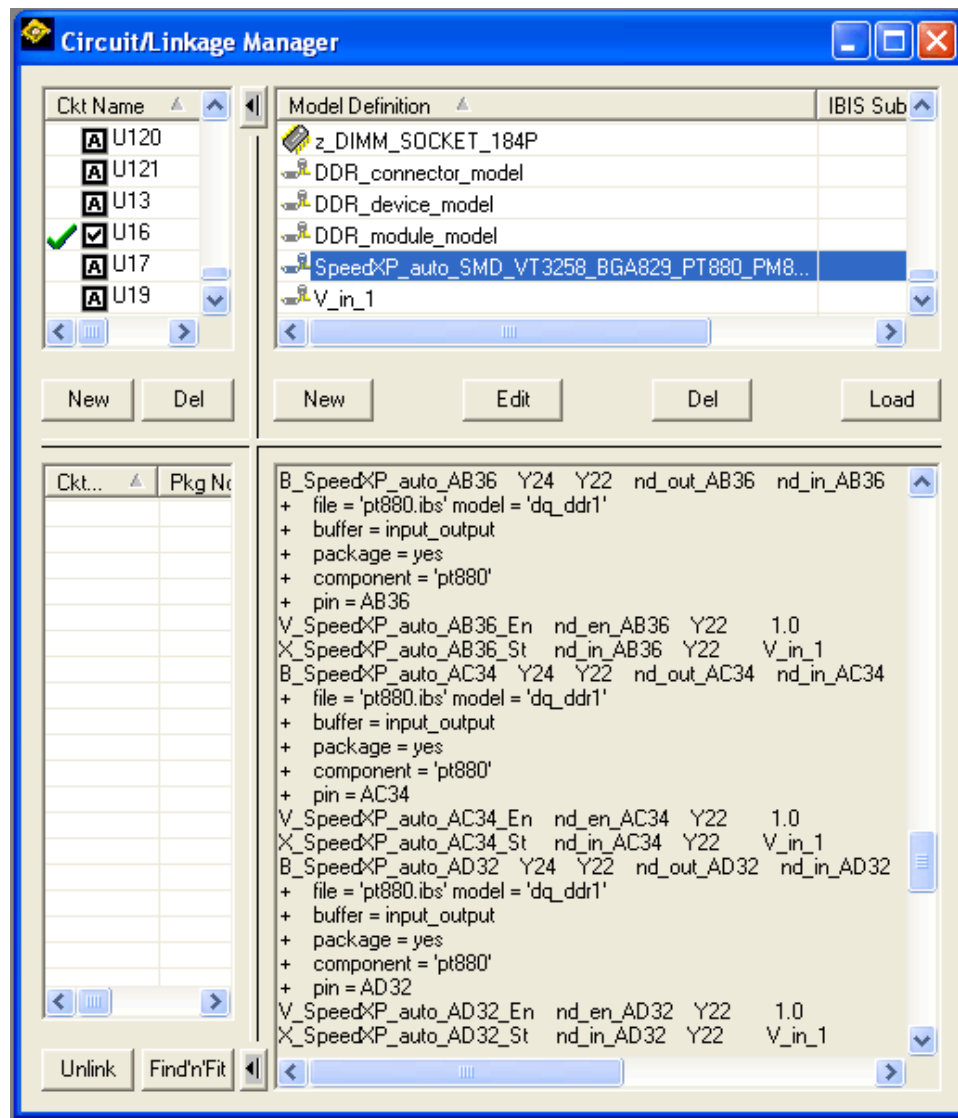 Circuit/Linkage Manager
Ckt Name
U120
U121
U13
U16
U17
U19
New Del
Model Definition IBIS Sub
z_DIMM_SOCKET_184P
DDR_connector_model
DDR_device_model
DDR_module_model
SpeedXP_auto_SMD_VT3258_BGA829_PT880_PM8...
V_in_1
New Edit Del Load
Ckt... Pkg No
B_SpeedXP_auto_AB36 Y24 Y22 nd_out_AB36 nd_in_AB36
+ file = 'pt880.ibs' model = 'dq_ddr1'
+ buffer = input_output
+ package = yes
+ component = 'pt880'
+ pin = AB36
V_SpeedXP_auto_AB36_En nd_en_AB36 Y22 1.0
X_SpeedXP_auto_AB36_St nd_in_AB36 Y22 V_in_1
B_SpeedXP_auto_AC34 Y24 Y22 nd_out_AC34 nd_in_AC34
+ file = 'pt880.ibs' model = 'dq_ddr1'
+ buffer = input_output
+ package = yes
+ component = 'pt880'
+ pin = AC34
V_SpeedXP_auto_AC34_En nd_en_AC34 Y22 1.0
X_SpeedXP_auto_AC34_St nd_in_AC34 Y22 V_in_1
B_SpeedXP_auto_AD32 Y24 Y22 nd_out_AD32 nd_in_AD32
+ file = 'pt880.ibs' model = 'dq_ddr1'
+ buffer = input_output
+ package = yes
+ component = 'pt880'
+ pin = AD32
V_SpeedXP_auto_AD32_En nd_en_AD32 Y22 1.0
X_SpeedXP_auto_AD32_St nd_in_AD32 Y22 V_in_1
Unlink Find'n'Fit